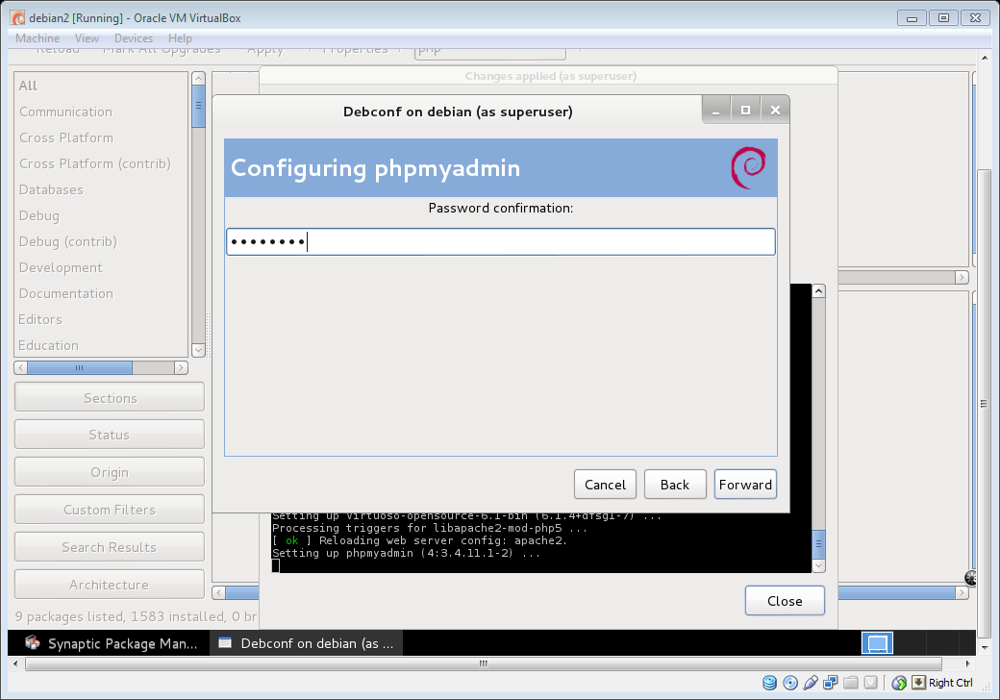 debian2 [Running] - Oracle VM VirtualBox
Machine View Devices Help
Reload Mark All Upgrades Apply Properties php
Changes applied (as superuser)
All
Communication
Cross Platform
Cross Platform (contrib)
Databases
Debug
Debug (contrib)
Development
Documentation
Editors
Education
Debconf on debian (as superuser)
Configuring phpmyadmin
Password confirmation:
Cancel Back Forward
Sections
Status
Origin
Custom Filters
Search Results
Architecture
Setting up virtuoso-opensource-6.1-bin (6.1.4+dfsg1-7) ...
Processing triggers for libapache2-mod-php5 ...
[ ok ] Reloading web server config: apache2.
Setting up phpmyadmin (4:3.4.11.1-2) ...
Close
9 packages listed, 1583 installed, 0 br
Synaptic Package Man...
Debconf on debian (as ...
Right Ctrl